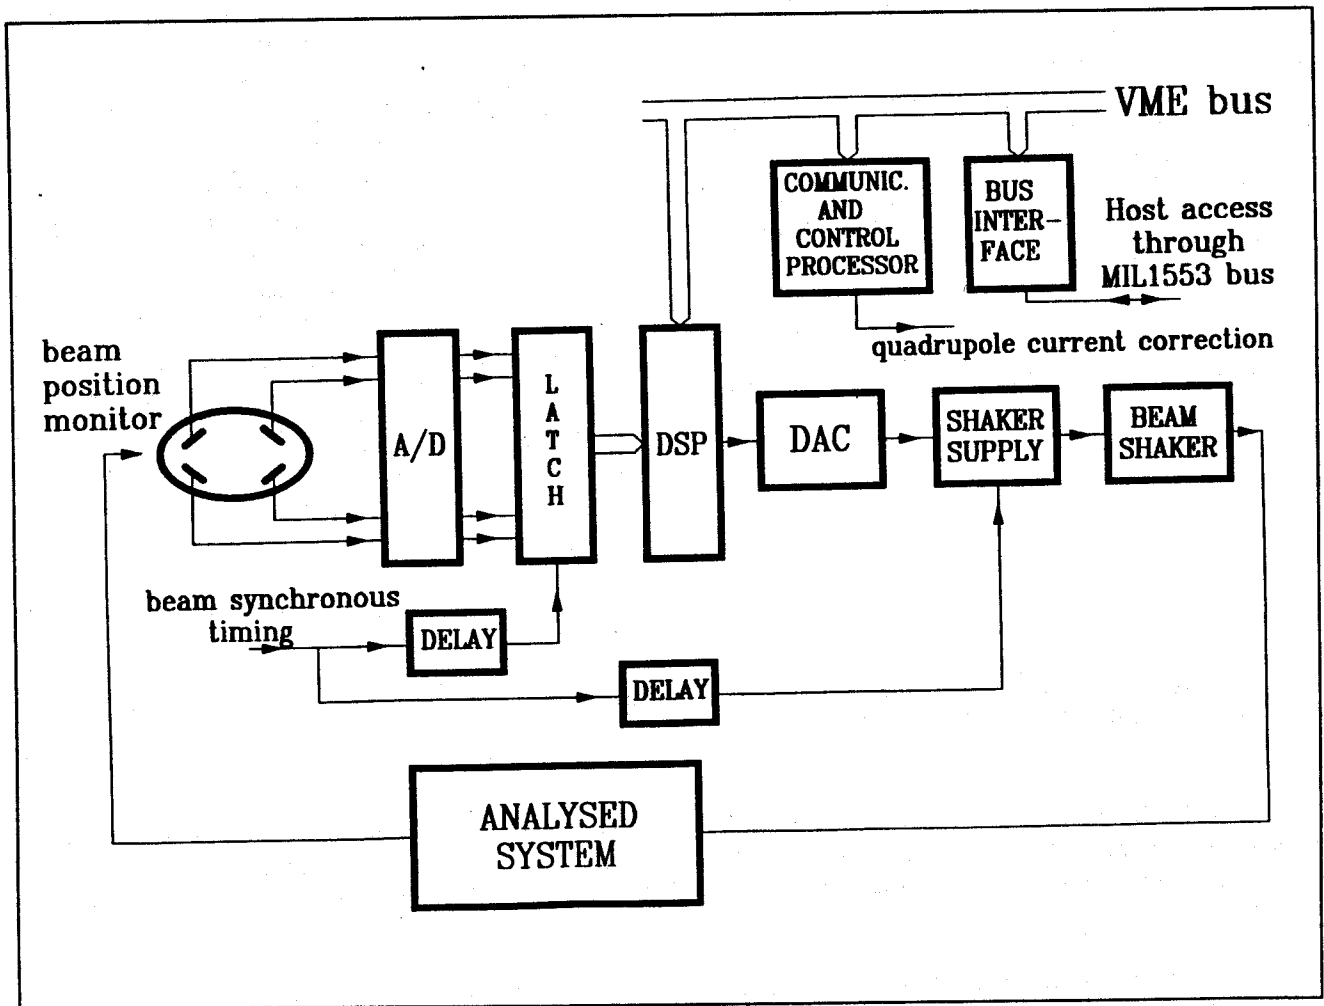 VME bus
COMMUNIC.
AND
CONTROL
PROCESSOR
BUS
INTER-
FACE
Host access
through
MIL1553 bus
quadrupole current correction
beam
position
monitor
A/D
L
A
T
C
H
DSP
DAC
SHAKER
SUPPLY
BEAM
SHAKER
beam synchronous
timing
DELAY
DELAY
ANALYSED
SYSTEM